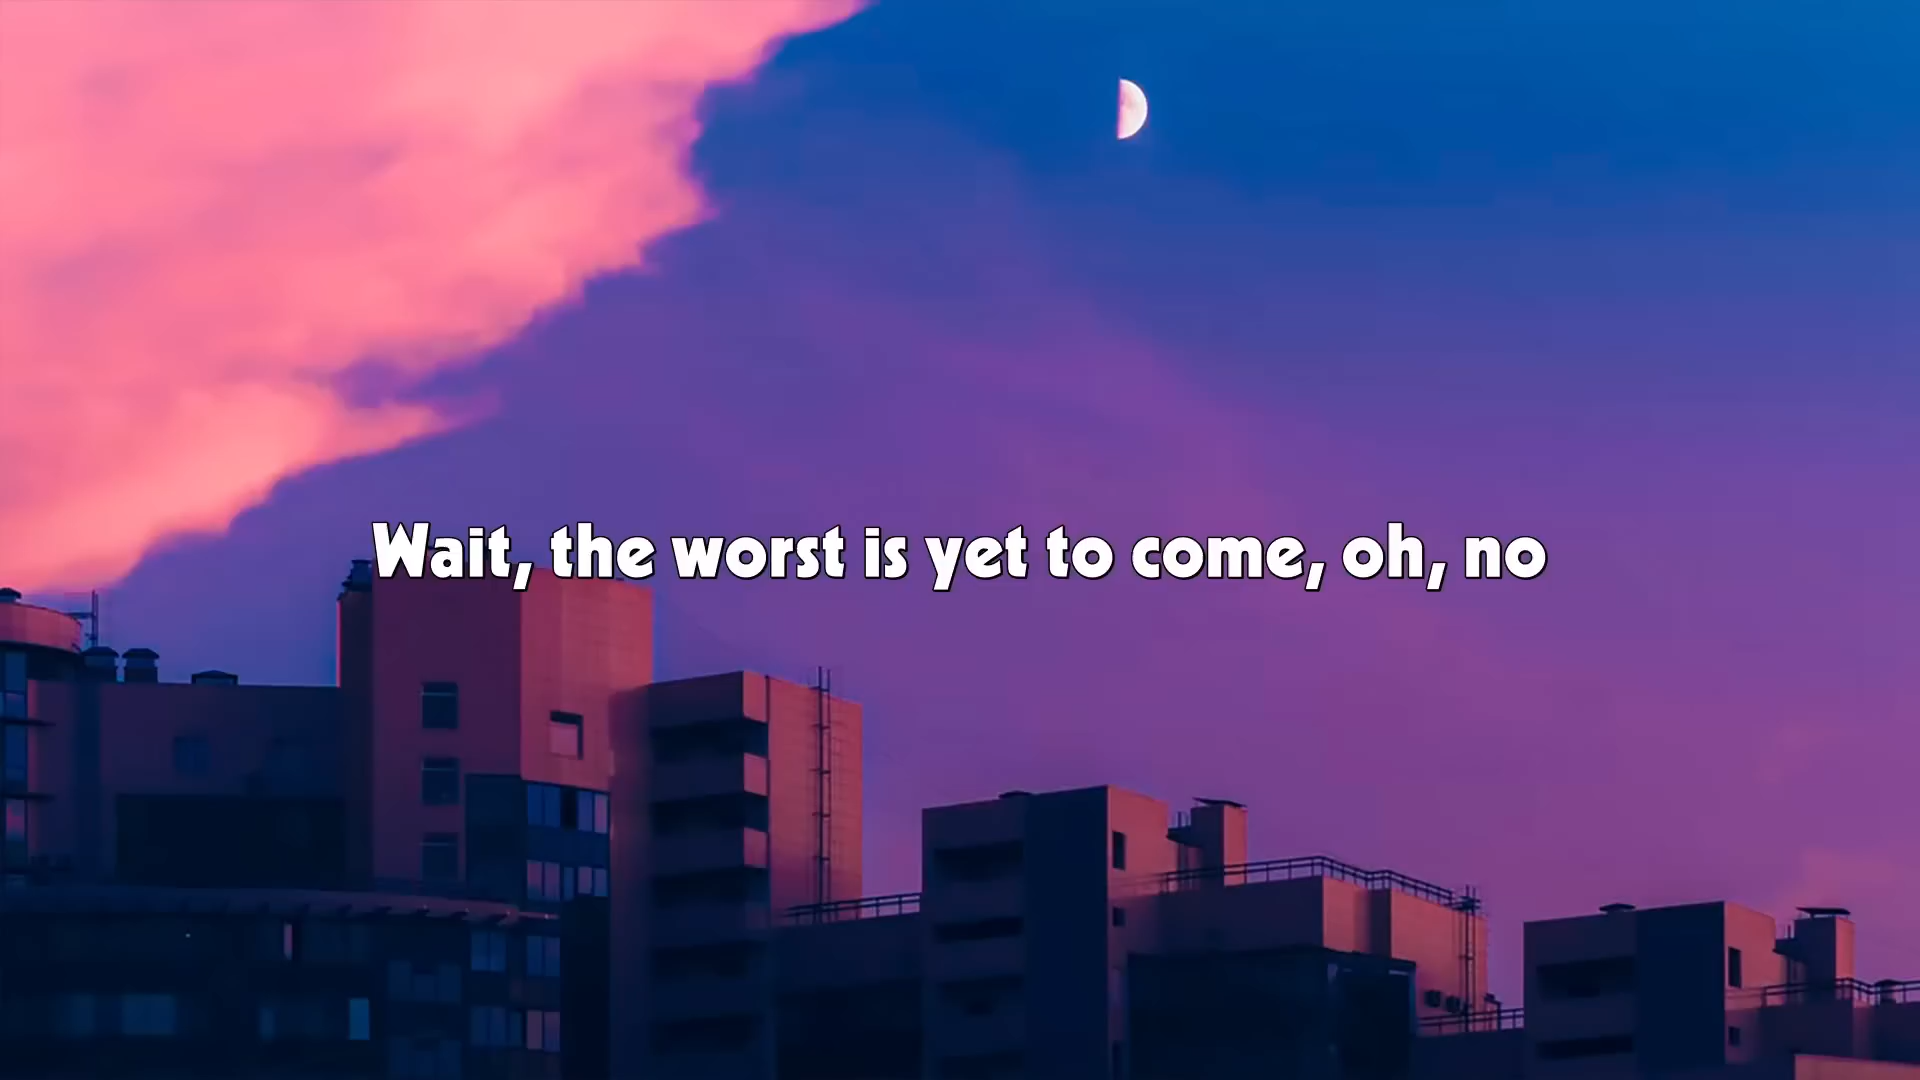 Wait, the worst is yet to come, oh, no